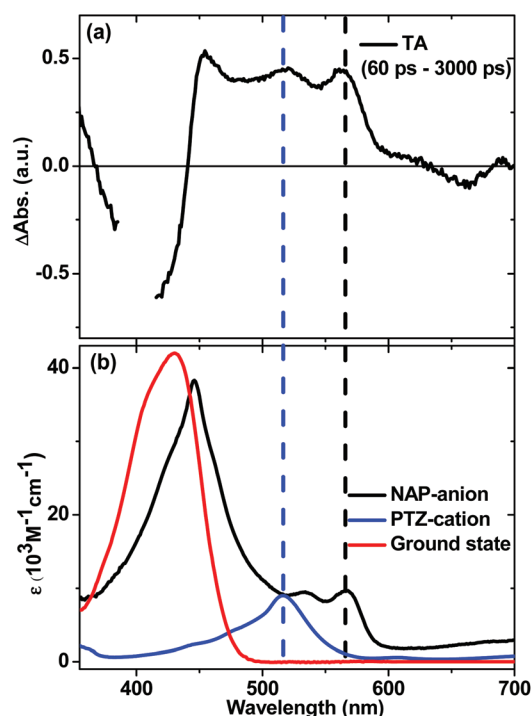 (a)
TA
(60 ps - 3000 ps)
0.5
0.0
-0.5
ΔAbs. (a.u.)
(b)
40
20
0
ε (10³M⁻¹cm⁻¹)
NAP-anion
PTZ-cation
Ground state
400 500 600 700
Wavelength (nm)